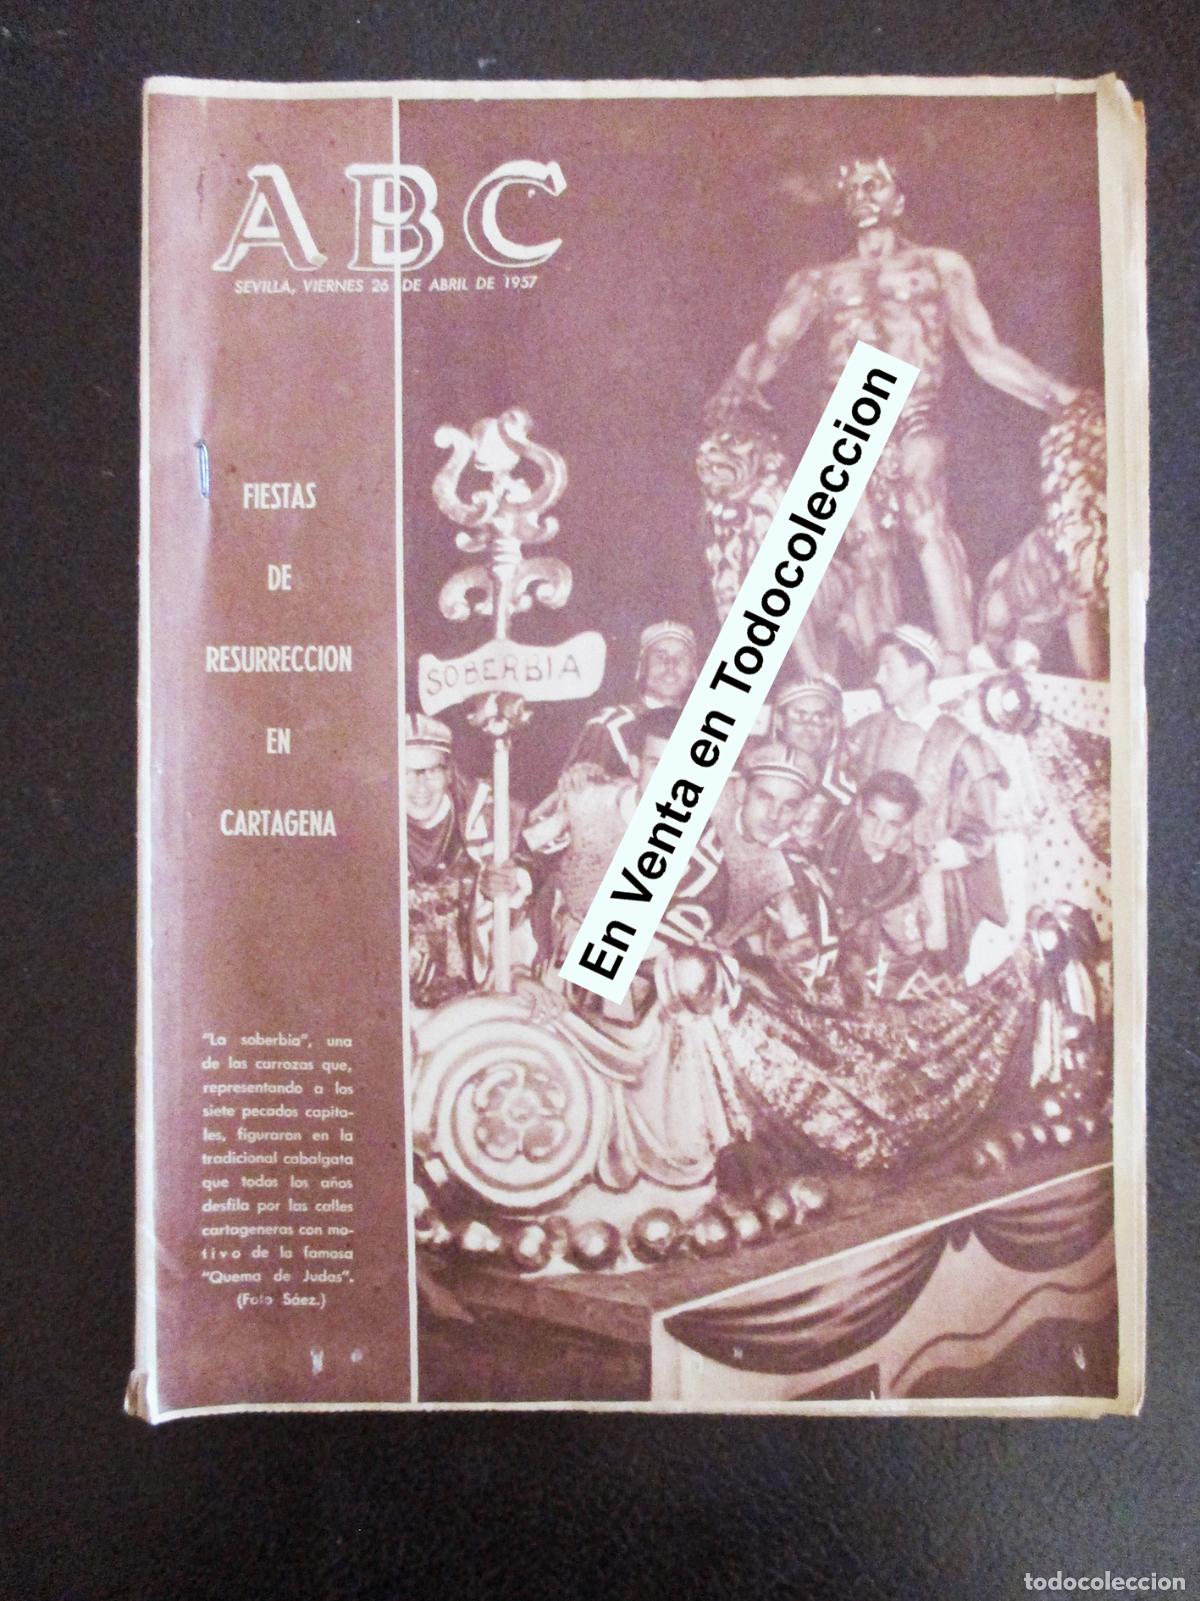 ABC
SEVILLA, VIERNES 26 DE ABRIL DE 1957
FIESTAS
DE
RESURRECCION
EN
CARTAGENA
"La soberbia", una
de las carrozas que,
representando a los
siete pecados capita-
les, figuraron en la
tradicional cabalgata
que todos los años
desfila por las calles
cartageneras con mo-
tivo de la famosa
"Quema de Judas".
(Foto Sáez.)
SOBERBIA
En Venta en Todocoleccion
todocoleccion